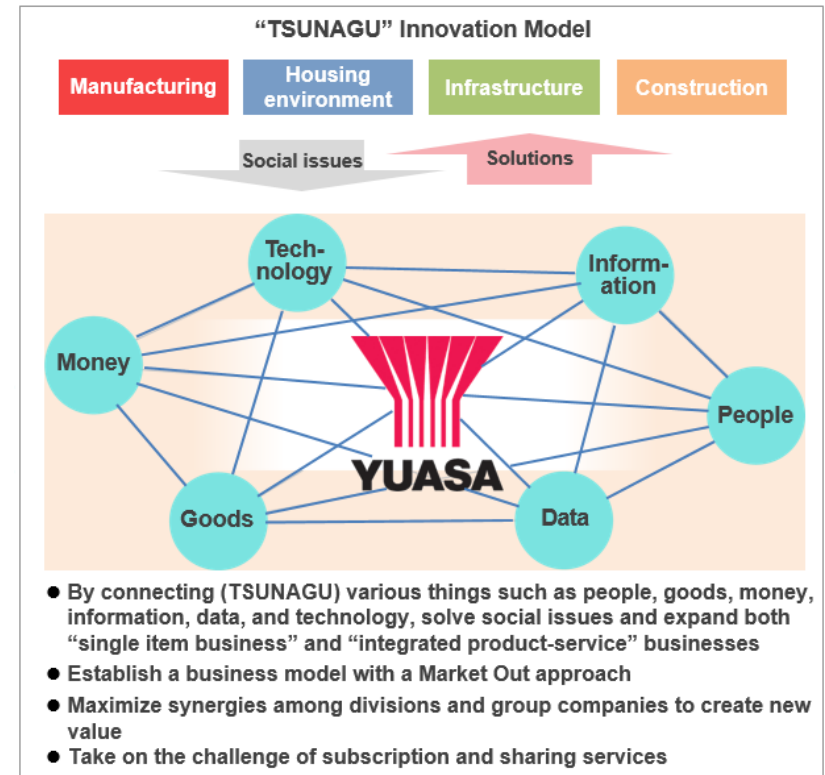 “TSUNAGU” Innovation Model
Manufacturing
Housing
environment
Infrastructure
Construction
Social issues
Solutions
Tech-
nology
Inform-
ation
Money
People
YUASA
Goods
Data
● By connecting (TSUNAGU) various things such as people, goods, money,
information, data, and technology, solve social issues and expand both
“single item business” and “integrated product-service” businesses
● Establish a business model with a Market Out approach
● Maximize synergies among divisions and group companies to create new
value
● Take on the challenge of subscription and sharing services